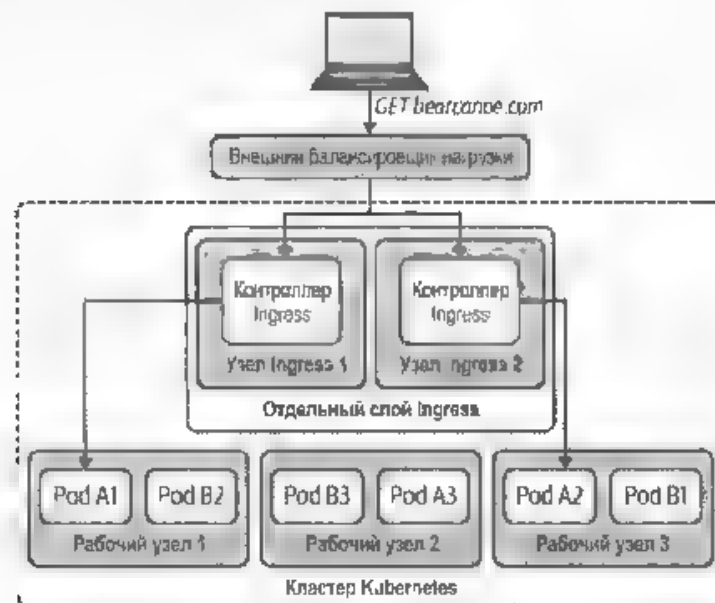 GET bearcanoe.com
Внешний балансировщик нагрузки
Контроллер
Ingress
Контроллер
Ingress
Узел Ingress 1
Узел Ingress 2
Отдельный слой Ingress
Pod A1
Pod B2
Pod B3
Pod A3
Pod A2
Pod B1
Рабочий узел 1
Рабочий узел 2
Рабочий узел 3
Кластер Kubernetes